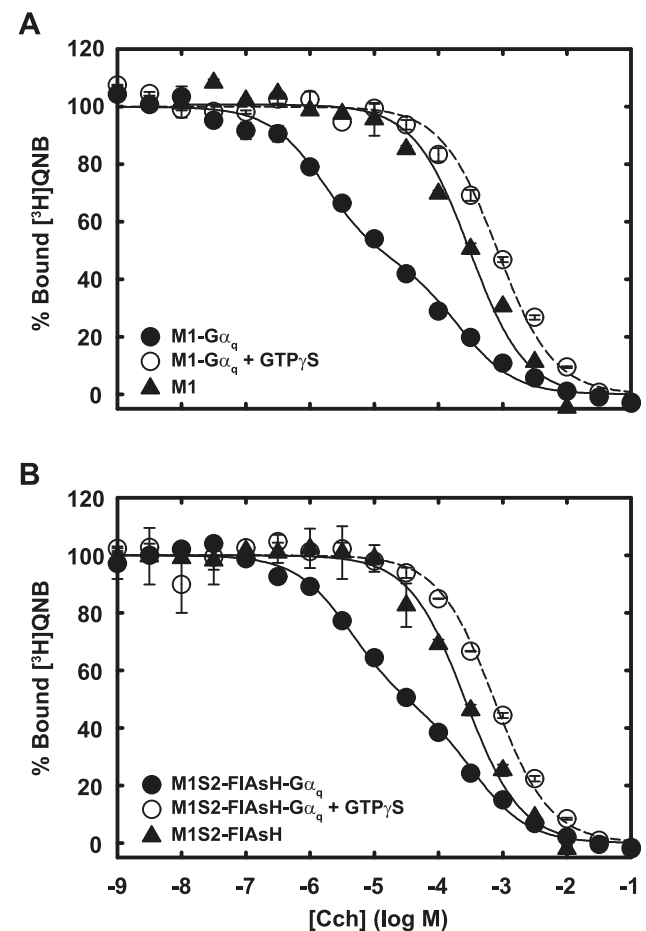 A
120
100
80
60
40
20
0
% Bound [³H]QNB
M1-Gαq
M1-Gαq + GTPγS
M1
B
120
100
80
60
40
20
0
% Bound [³H]QNB
M1S2-FlAsH-Gαq
M1S2-FlAsH-Gαq + GTPγS
M1S2-FlAsH
-9 -8 -7 -6 -5 -4 -3 -2 -1
[Cch] (log M)